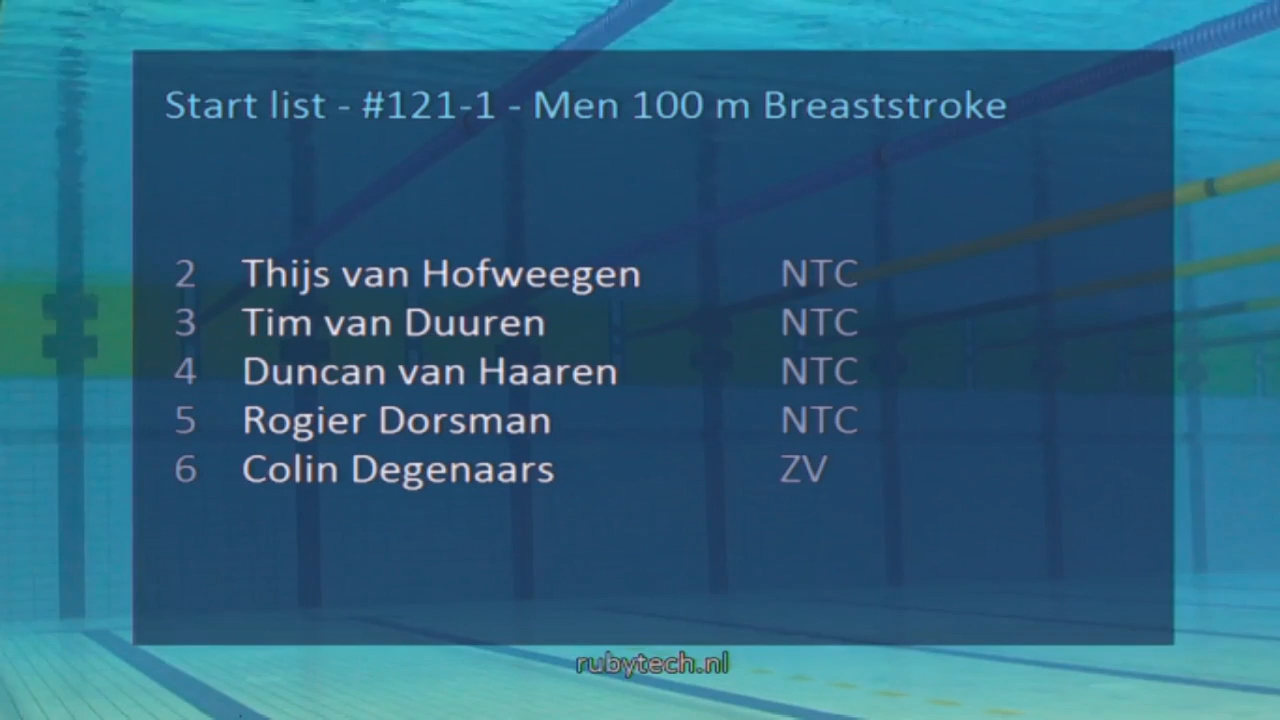 Start list - #121-1 - Men 100 m Breaststroke
2 Thijs van Hofweegen NTC
3 Tim van Duuren NTC
4 Duncan van Haaren NTC
5 Rogier Dorsman NTC
6 Colin Degenaars ZV
rubytech.nl